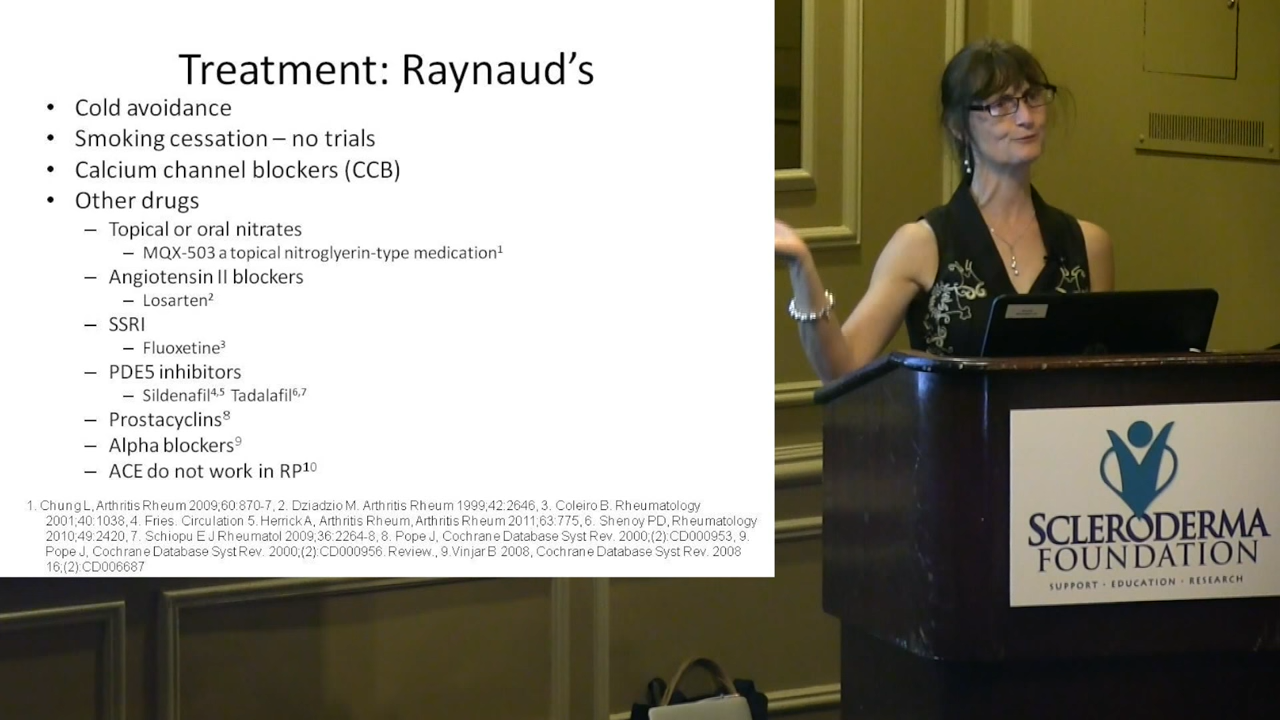 Treatment: Raynaud's
• Cold avoidance
• Smoking cessation – no trials
• Calcium channel blockers (CCB)
• Other drugs
– Topical or oral nitrates
– MQX-503 a topical nitroglyerin-type medication¹
– Angiotensin II blockers
– Losarten²
– SSRI
– Fluoxetine³
– PDE5 inhibitors
– Sildenafil⁴,⁵ Tadalafil⁶,⁷
– Prostacyclins⁸
– Alpha blockers⁹
– ACE do not work in RP¹⁰
1. Chung L, Arthritis Rheum 2009;60:870-7, 2. Dziadzio M. Arthritis Rheum 1999;42:2646, 3. Coleiro B. Rheumatology
2001;40:1038, 4. Fries. Circulation 5. Herrick A, Arthritis Rheum, Arthritis Rheum 2011;63:775, 6. Shenoy PD, Rheumatology
2010;49:2420, 7. Schiopu E J Rheumatol 2009;36:2264-8, 8. Pope J, Cochrane Database Syst Rev. 2000;(2):CD000953, 9.
Pope J, Cochrane Database Syst Rev. 2000;(2):CD000956. Review., 9.Vinjar B 2008, Cochrane Database Syst Rev. 2008
16;(2):CD006687
SCLERODERMA
FOUNDATION
SUPPORT · EDUCATION · RESEARCH